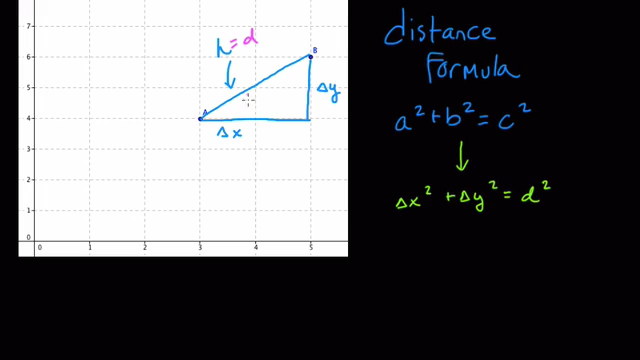 distance
Formula
a² + b² = c²
Δx² + Δy² = d²
h = d
B
Δy
A
Δx
7
6
5
4
3
2
1
0
0 1 2 3 4 5